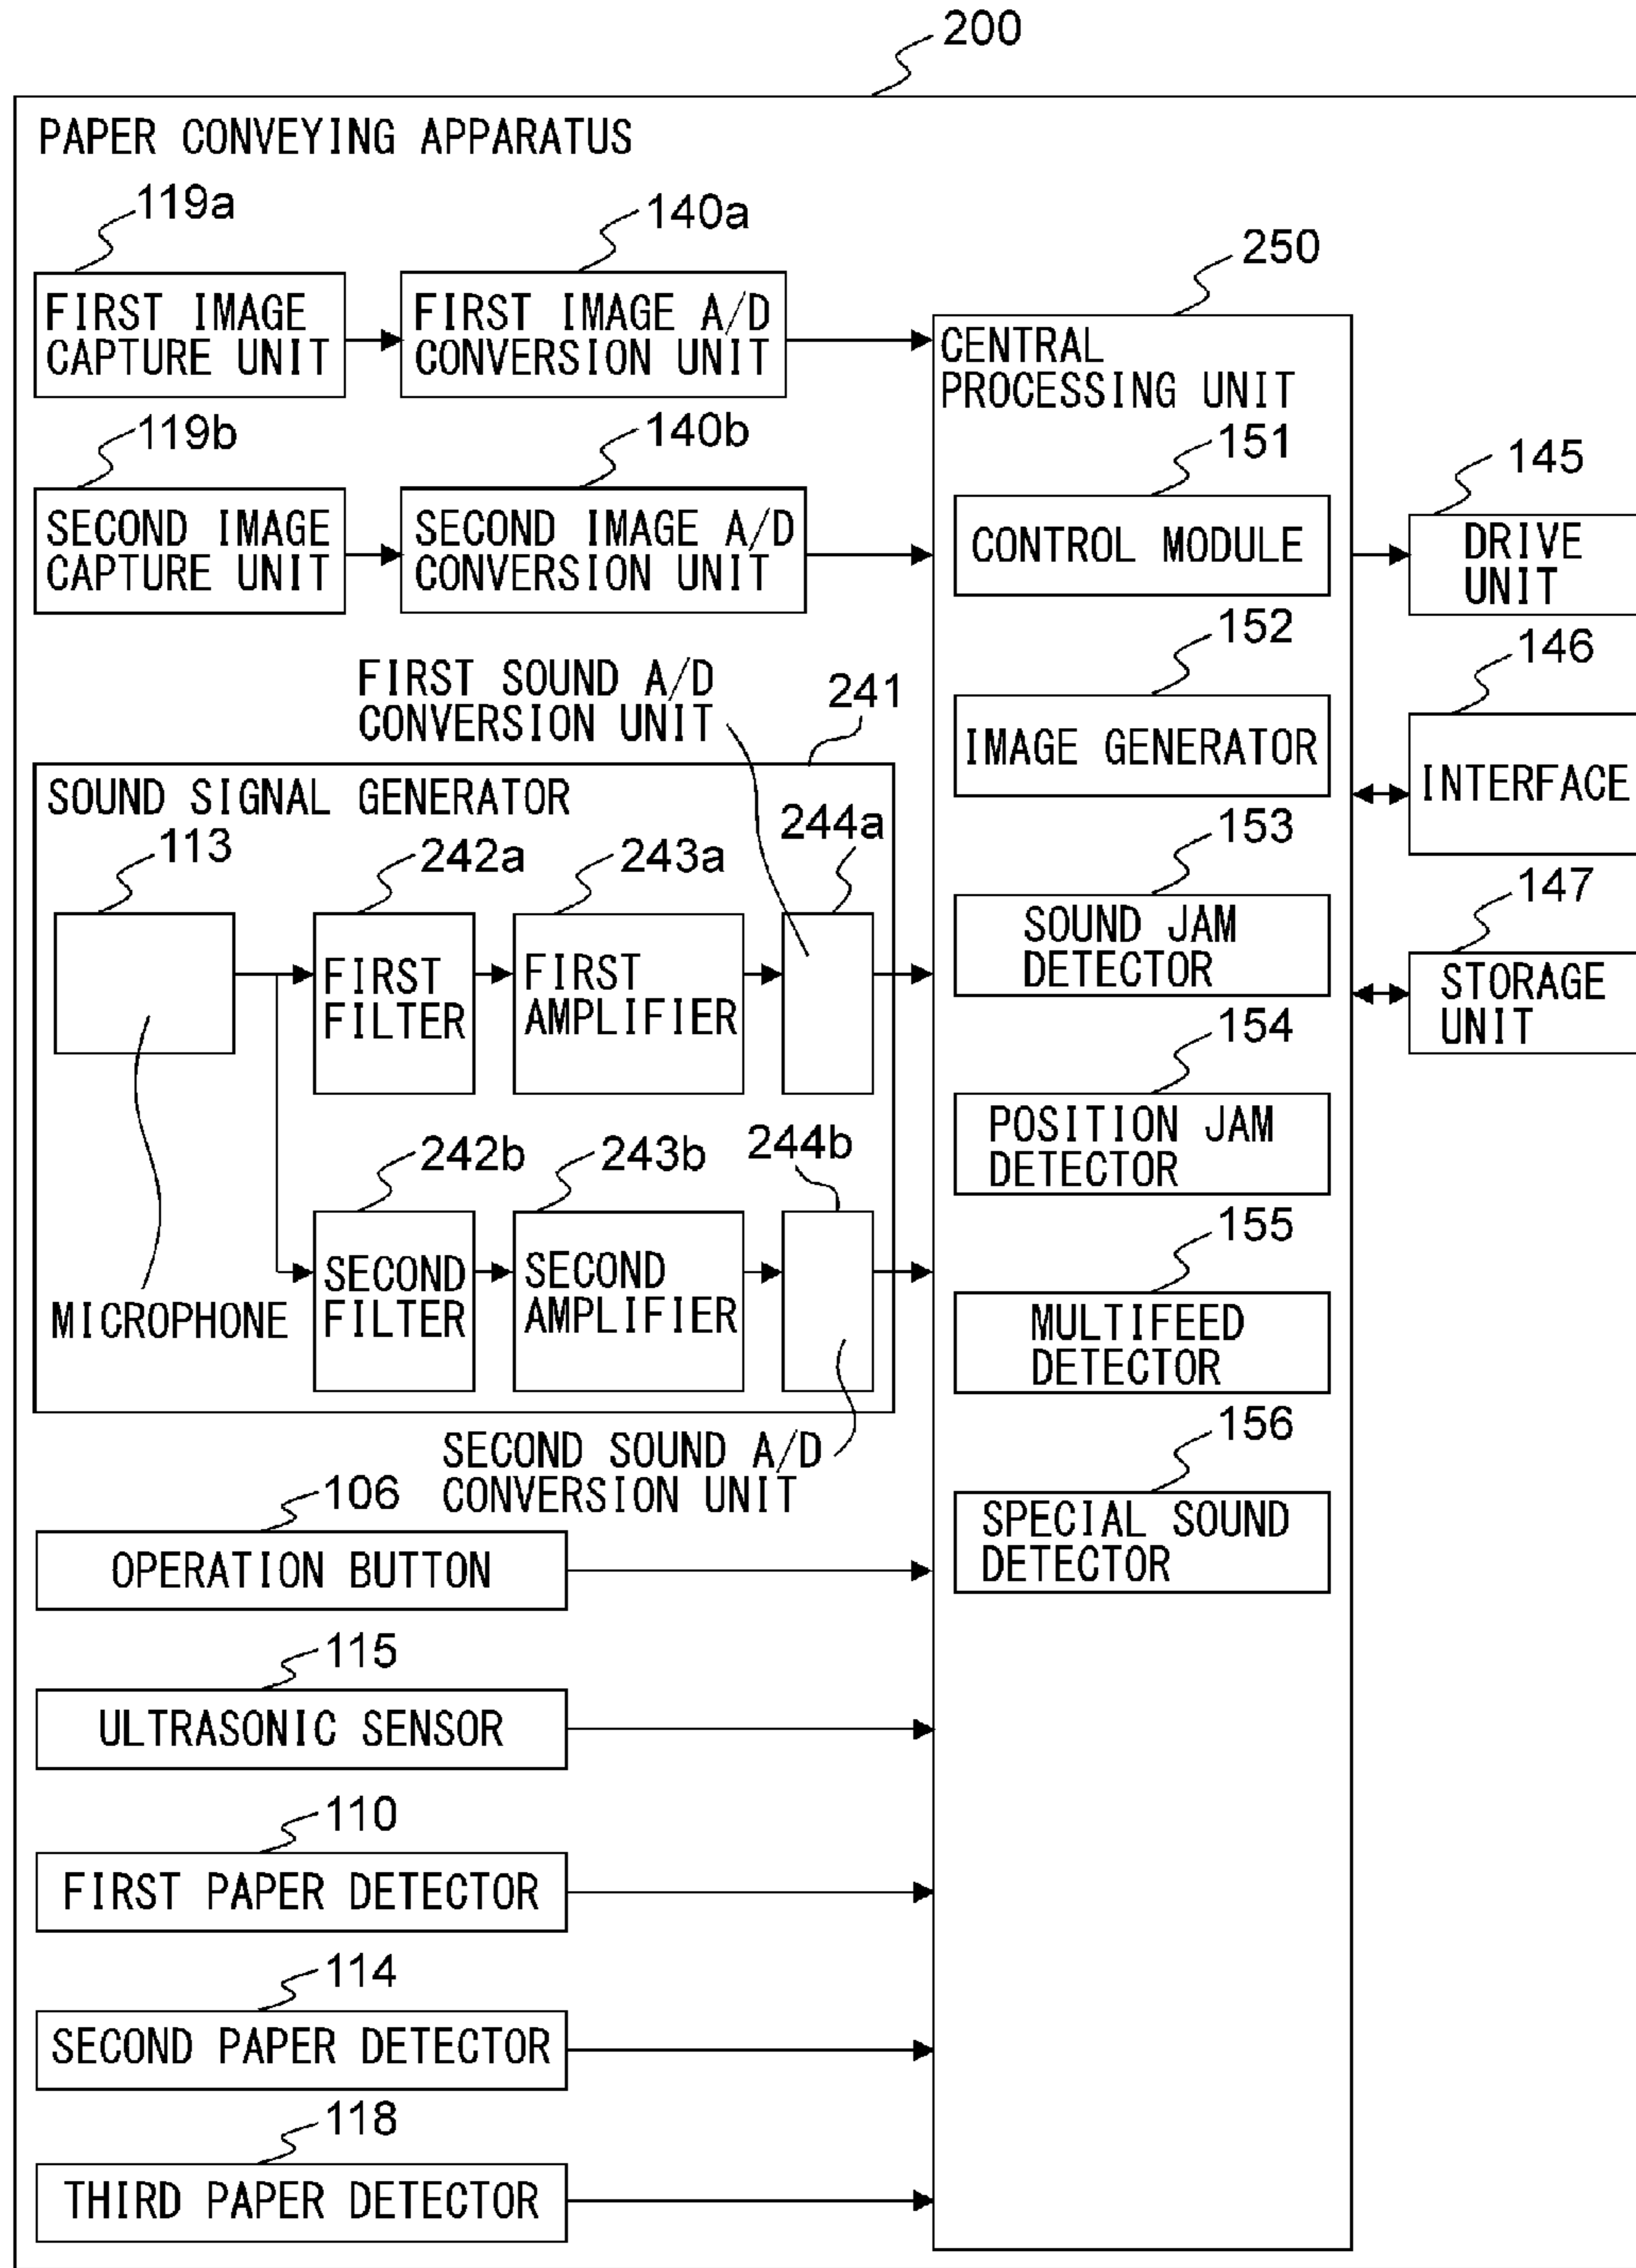 200
PAPER CONVEYING APPARATUS
119a
140a
FIRST IMAGE
CAPTURE UNIT
FIRST IMAGE A/D
CONVERSION UNIT
119b
140b
SECOND IMAGE
CAPTURE UNIT
SECOND IMAGE A/D
CONVERSION UNIT
FIRST SOUND A/D
CONVERSION UNIT
241
SOUND SIGNAL GENERATOR
113
242a
243a
244a
FIRST
FILTER
FIRST
AMPLIFIER
242b
243b
244b
MICROPHONE
SECOND
FILTER
SECOND
AMPLIFIER
SECOND SOUND A/D
CONVERSION UNIT
106
OPERATION BUTTON
115
ULTRASONIC SENSOR
110
FIRST PAPER DETECTOR
114
SECOND PAPER DETECTOR
118
THIRD PAPER DETECTOR
250
CENTRAL
PROCESSING UNIT
151
CONTROL MODULE
152
IMAGE GENERATOR
153
SOUND JAM
DETECTOR
154
POSITION JAM
DETECTOR
155
MULTIFEED
DETECTOR
156
SPECIAL SOUND
DETECTOR
145
DRIVE
UNIT
146
INTERFACE
147
STORAGE
UNIT